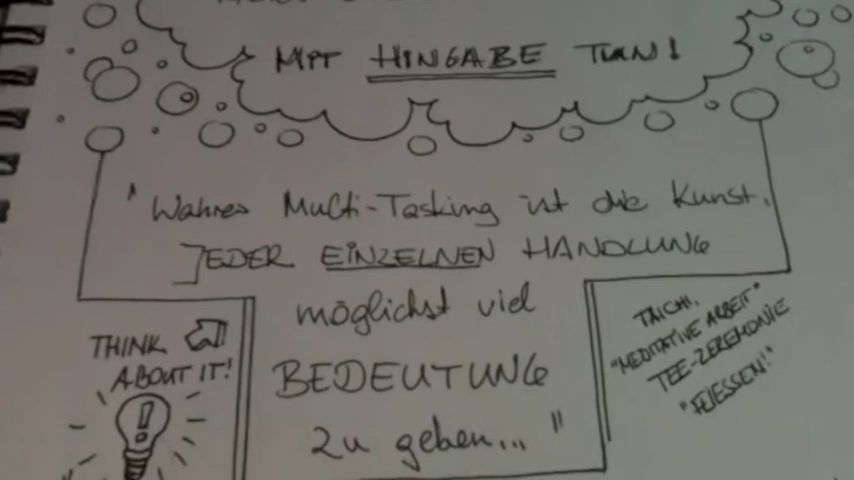 MIT HINGABE TUN!
"Wahres Multi-Tasking ist die Kunst,
JEDER EINZELNEN HANDLUNG
möglichst viel
BEDEUTUNG
zu geben..."
THINK
ABOUT IT!
TAICHI,
"MEDITATIVE ARBEIT"
TEE-ZEREMONIE
"FLIESSEN!"